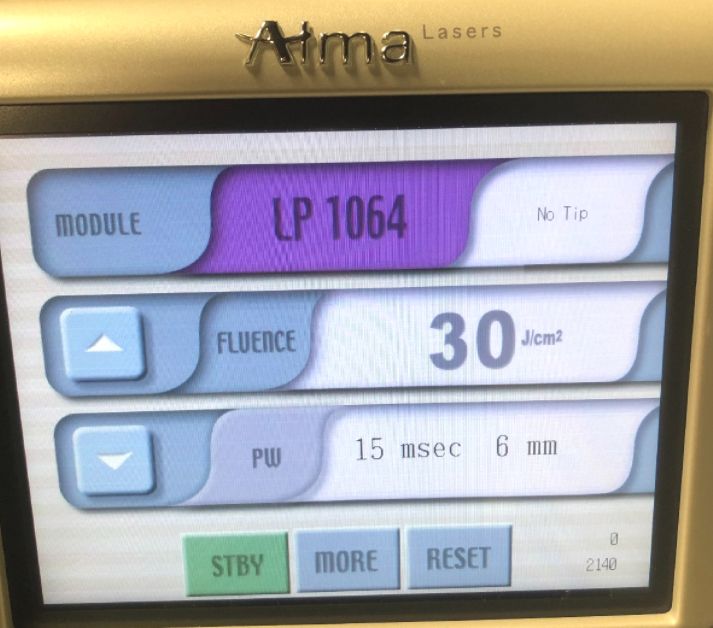 Alma Lasers
MODULE LP 1064 No Tip
FLUENCE 30 J/cm²
PW 15 msec 6 mm
STBY MORE RESET 0
2140